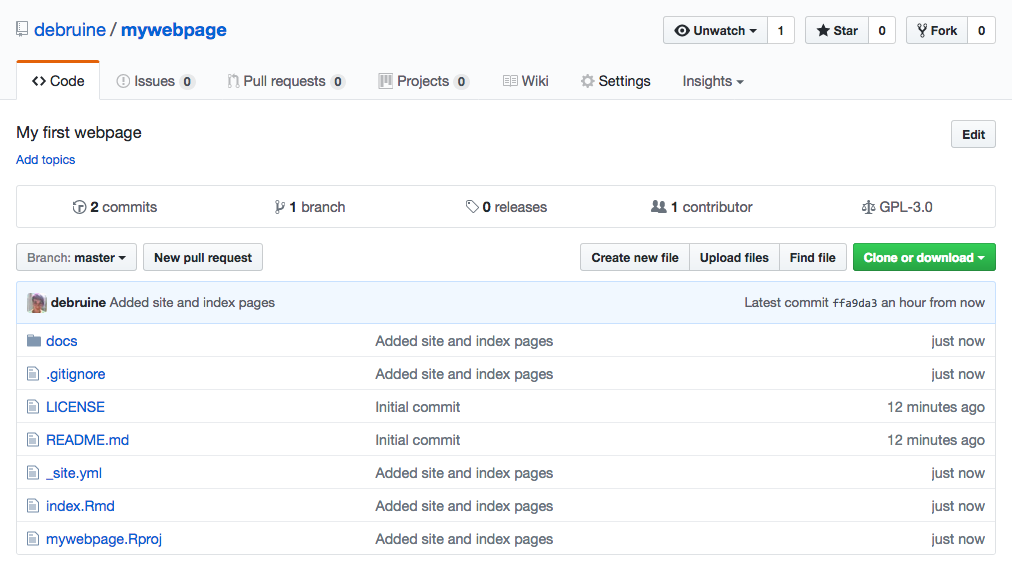 debruine / mywebpage Unwatch 1 Star 0 Fork 0
Code Issues 0 Pull requests 0 Projects 0 Wiki Settings Insights
My first webpage Edit
Add topics
2 commits 1 branch 0 releases 1 contributor GPL-3.0
Branch: master New pull request Create new file Upload files Find file Clone or download
debruine Added site and index pages Latest commit ffa9da3 an hour from now
docs Added site and index pages just now
.gitignore Added site and index pages just now
LICENSE Initial commit 12 minutes ago
README.md Initial commit 12 minutes ago
_site.yml Added site and index pages just now
index.Rmd Added site and index pages just now
mywebpage.Rproj Added site and index pages just now